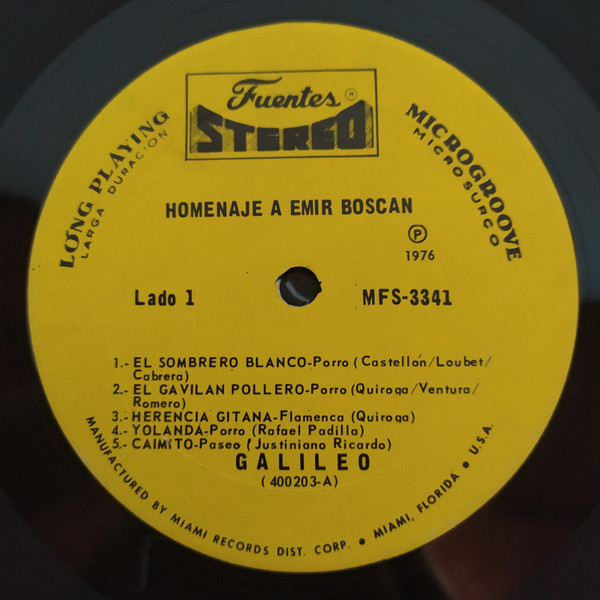 Fuentes ®
STEREO
LONG PLAYING
LARGA DURACION
MICROGROOVE
MICROSURCO
HOMENAJE A EMIR BOSCAN
℗
1976
Lado 1
MFS-3341
1.- EL SOMBRERO BLANCO-Porro (Castellón/Loubet/
Cabrera)
2.- EL GAVILAN POLLERO-Porro (Quiroga/Ventura/
Romero)
3.- HERENCIA GITANA-Flamenca (Quiroga)
4.- YOLANDA-Porro (Rafael Padilla)
5.- CAIMITO-Paseo (Justiniano Ricardo)
GALILEO
(400203-A)
MANUFACTURED BY MIAMI RECORDS DIST. CORP. • MIAMI, FLORIDA • U.S.A.